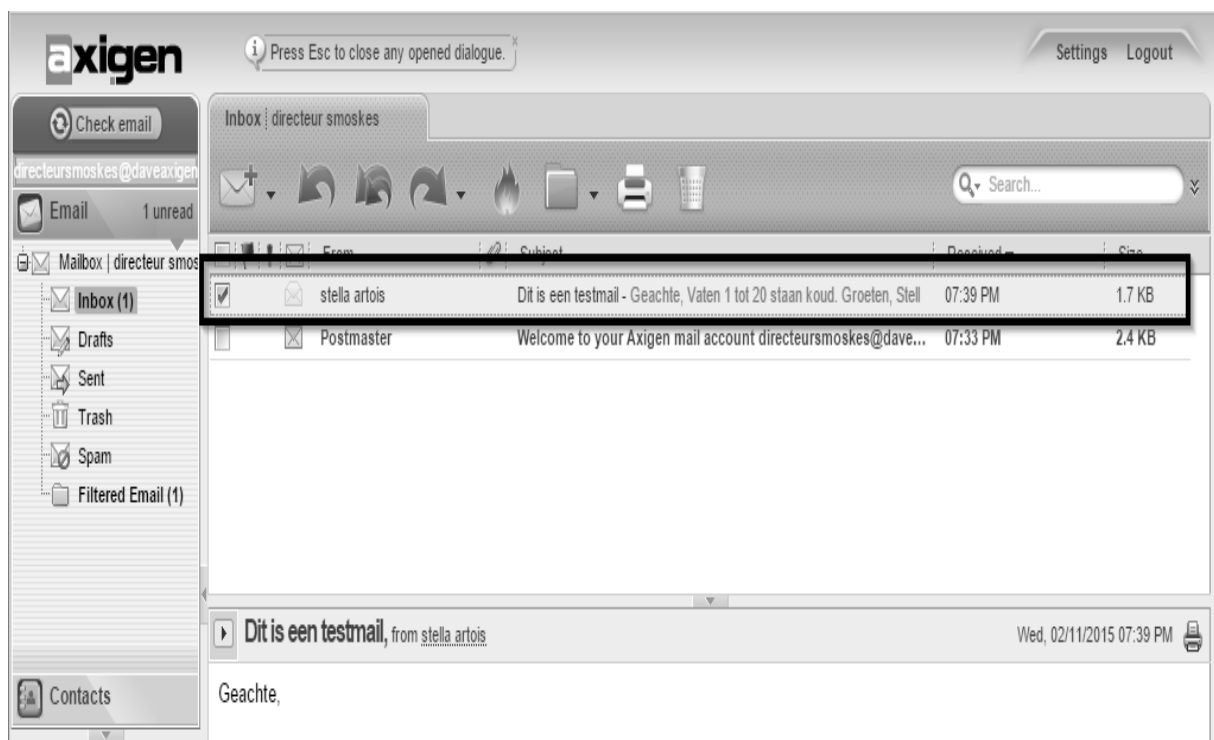 axigen
Press Esc to close any opened dialogue.
Settings Logout
Check email
Inbox directeur smoskes
directeursmoskes@daveaxigen
Search...
Email 1 unread
From Subject Received Size
Mailbox | directeur smos
stella artois Dit is een testmail - Geachte, Vaten 1 tot 20 staan koud. Groeten, Stell 07:39 PM 1.7 KB
Inbox (1)
Postmaster Welcome to your Axigen mail account directeursmoskes@dave... 07:33 PM 2.4 KB
Drafts
Sent
Trash
Spam
Filtered Email (1)
Dit is een testmail, from stella artois Wed, 02/11/2015 07:39 PM
Contacts
Geachte,